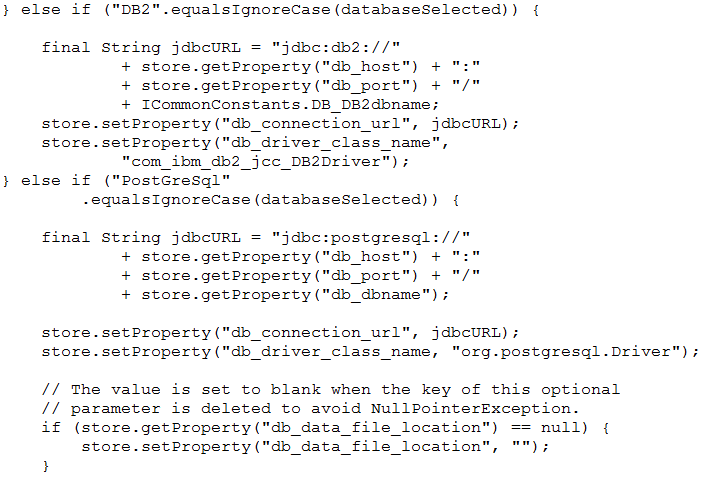 } else if ("DB2".equalsIgnoreCase(databaseSelected)) {

    final String jdbcURL = "jdbc:db2://"
            + store.getProperty("db_host") + ":"
            + store.getProperty("db_port") + "/"
            + ICommonConstants.DB_DB2dbname;
    store.setProperty("db_connection_url", jdbcURL);
    store.setProperty("db_driver_class_name",
            "com_ibm_db2_jcc_DB2Driver");
} else if ("PostGreSql"
        .equalsIgnoreCase(databaseSelected)) {

    final String jdbcURL = "jdbc:postgresql://"
            + store.getProperty("db_host") + ":"
            + store.getProperty("db_port") + "/"
            + store.getProperty("db_dbname");

    store.setProperty("db_connection_url", jdbcURL);
    store.setProperty("db_driver_class_name, "org.postgresql.Driver");

    // The value is set to blank when the key of this optional
    // parameter is deleted to avoid NullPointerException.
    if (store.getProperty("db_data_file_location") == null) {
        store.setProperty("db_data_file_location", "");
    }